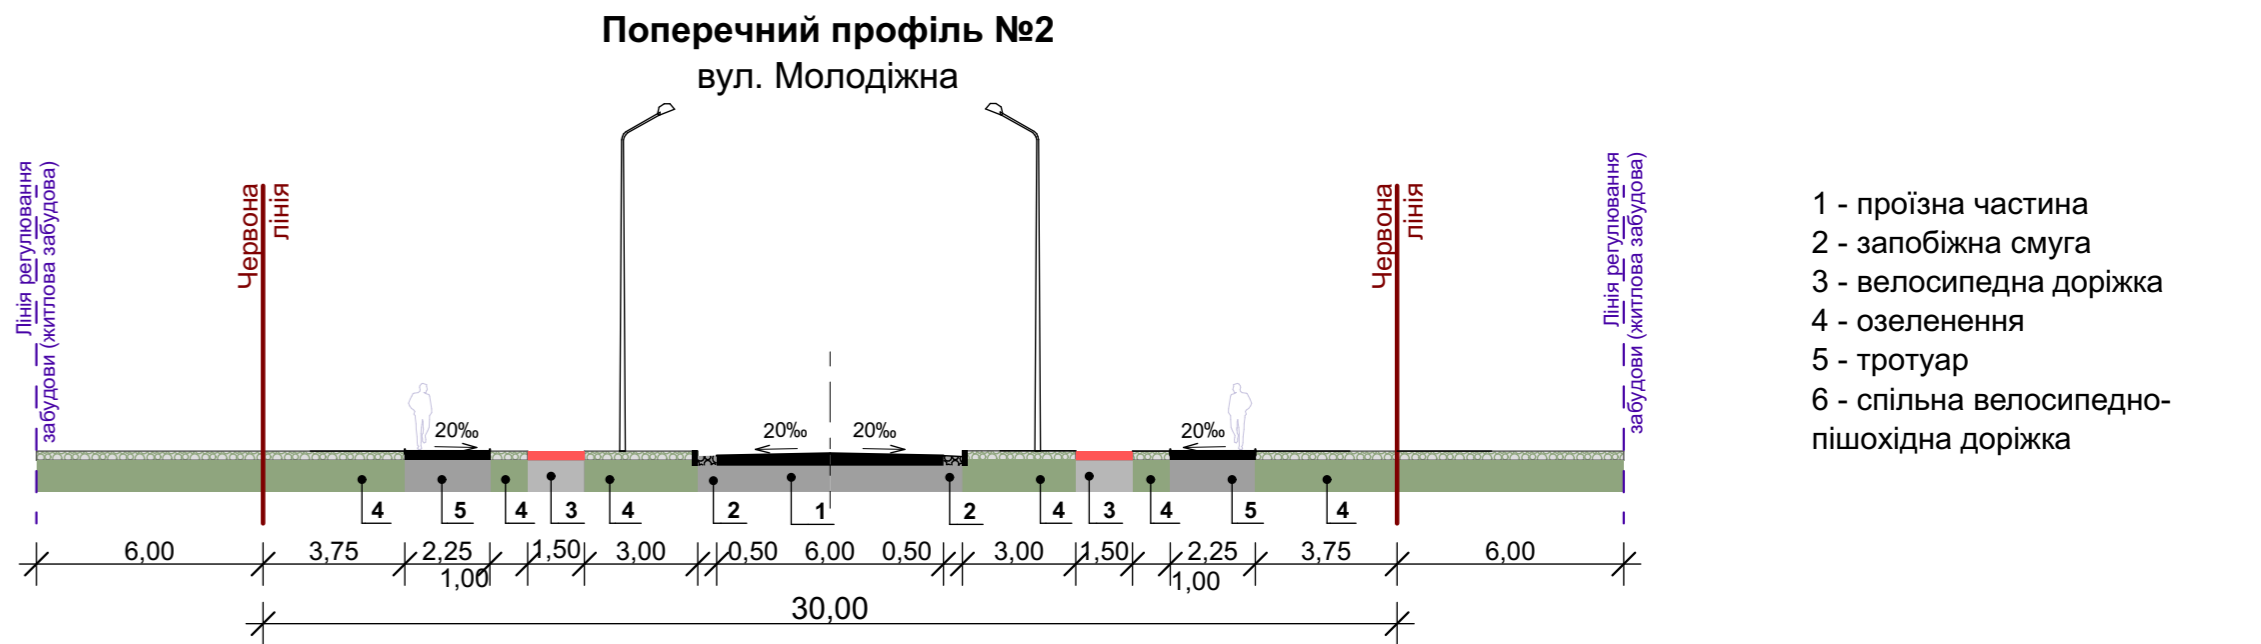 Поперечний профіль №2
вул. Молодіжна
Лінія регулювання
забудови (житлова забудова)
Червона
лінія
Червона
лінія
Лінія регулювання
забудови (житлова забудова)
1 - проїзна частина
2 - запобіжна смуга
3 - велосипедна доріжка
4 - озеленення
5 - тротуар
6 - спільна велосипедно-
пішохідна доріжка
20‰ 20‰ 20‰ 20‰
4 5 4 3 4 2 1 2 4 3 4 5 4
6,00 3,75 2,25 1,50 3,00 0,50 6,00 0,50 3,00 1,50 2,25 3,75 6,00
1,00 1,00
30,00